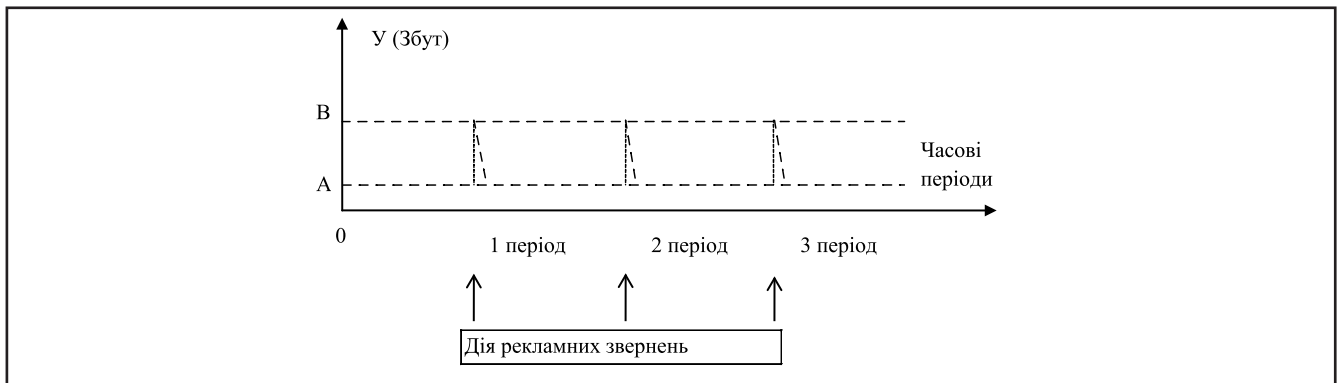 У (Збут)
В
Часові
періоди
А
0
1 період 2 період 3 період
Дія рекламних звернень